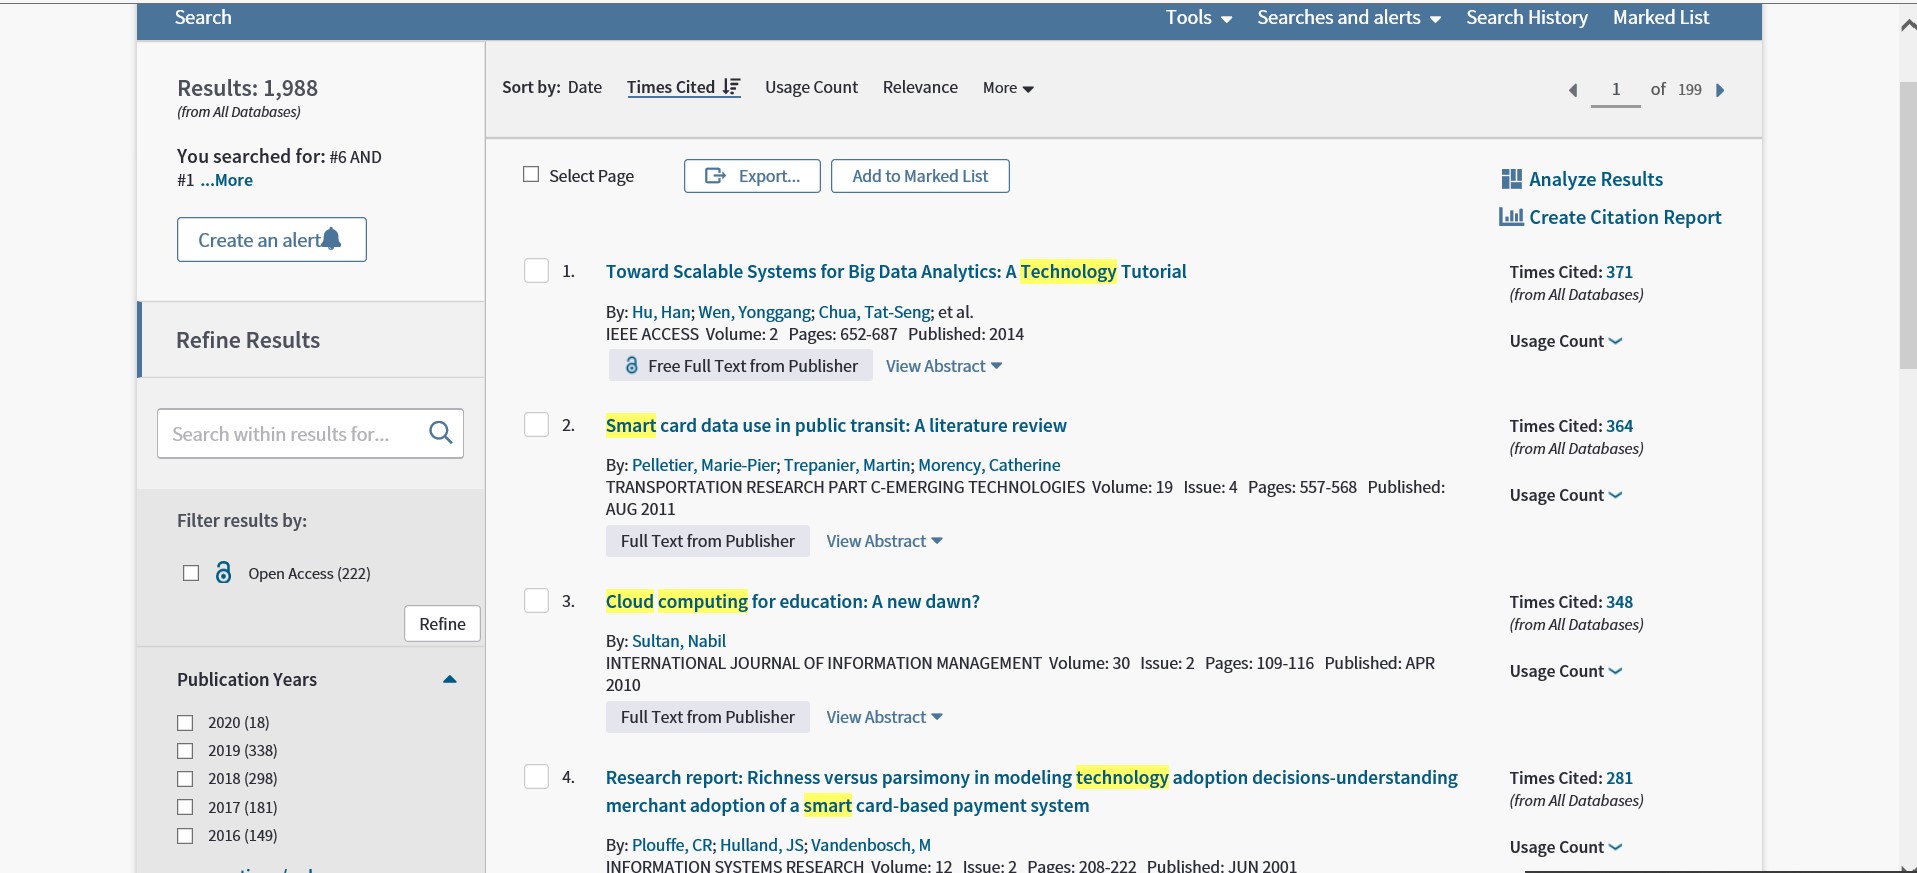 Search
Tools
Searches and alerts
Search History
Marked List
Results: 1,988
(from All Databases)
You searched for: #6 AND
#1 ...More
Create an alert
Refine Results
Search within results for...
Filter results by:
Open Access (222)
Refine
Publication Years
2020 (18)
2019 (338)
2018 (298)
2017 (181)
2016 (149)
Sort by: Date Times Cited Usage Count Relevance More
1 of 199
Select Page
Export...
Add to Marked List
Analyze Results
Create Citation Report
1. Toward Scalable Systems for Big Data Analytics: A Technology Tutorial
By: Hu, Han; Wen, Yonggang; Chua, Tat-Seng; et al.
IEEE ACCESS Volume: 2 Pages: 652-687 Published: 2014
Free Full Text from Publisher View Abstract
Times Cited: 371
(from All Databases)
Usage Count
2. Smart card data use in public transit: A literature review
By: Pelletier, Marie-Pier; Trepanier, Martin; Morency, Catherine
TRANSPORTATION RESEARCH PART C-EMERGING TECHNOLOGIES Volume: 19 Issue: 4 Pages: 557-568 Published:
AUG 2011
Full Text from Publisher View Abstract
Times Cited: 364
(from All Databases)
Usage Count
3. Cloud computing for education: A new dawn?
By: Sultan, Nabil
INTERNATIONAL JOURNAL OF INFORMATION MANAGEMENT Volume: 30 Issue: 2 Pages: 109-116 Published: APR
2010
Full Text from Publisher View Abstract
Times Cited: 348
(from All Databases)
Usage Count
4. Research report: Richness versus parsimony in modeling technology adoption decisions-understanding
merchant adoption of a smart card-based payment system
By: Plouffe, CR; Hulland, JS; Vandenbosch, M
INFORMATION SYSTEMS RESEARCH Volume: 12 Issue: 2 Pages: 208-222 Published: JUN 2001
Times Cited: 281
(from All Databases)
Usage Count